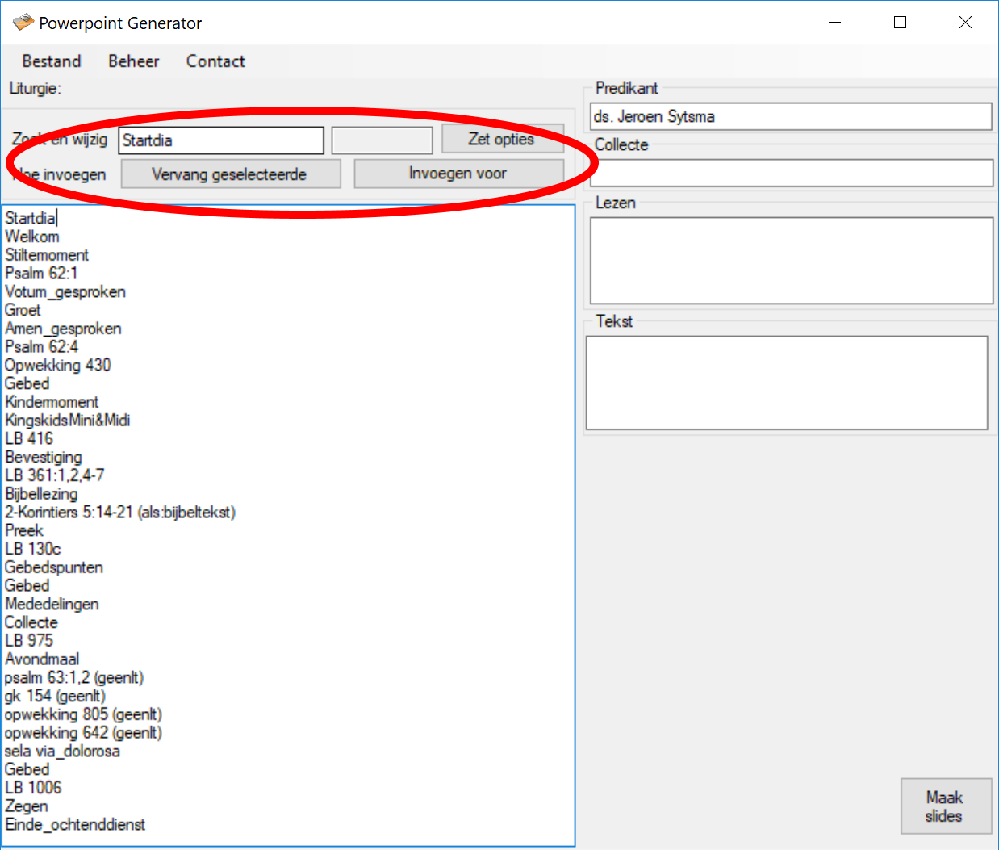 Powerpoint Generator
Bestand Beheer Contact
Liturgie:
Zoek en wijzig Startdia Zet opties
Hoe invoegen Vervang geselecteerde Invoegen voor
Startdia
Welkom
Stiltemoment
Psalm 62:1
Votum_gesproken
Groet
Amen_gesproken
Psalm 62:4
Opwekking 430
Gebed
Kindermoment
KingskidsMini&Midi
LB 416
Bevestiging
LB 361:1,2,4-7
Bijbellezing
2-Korintiers 5:14-21 (als:bijbeltekst)
Preek
LB 130c
Gebedspunten
Gebed
Mededelingen
Collecte
LB 975
Avondmaal
psalm 63:1,2 (geenlt)
gk 154 (geenlt)
opwekking 805 (geenlt)
opwekking 642 (geenlt)
sela via_dolorosa
Gebed
LB 1006
Zegen
Einde_ochtenddienst
Predikant
ds. Jeroen Sytsma
Collecte
Lezen
Tekst
Maak
slides